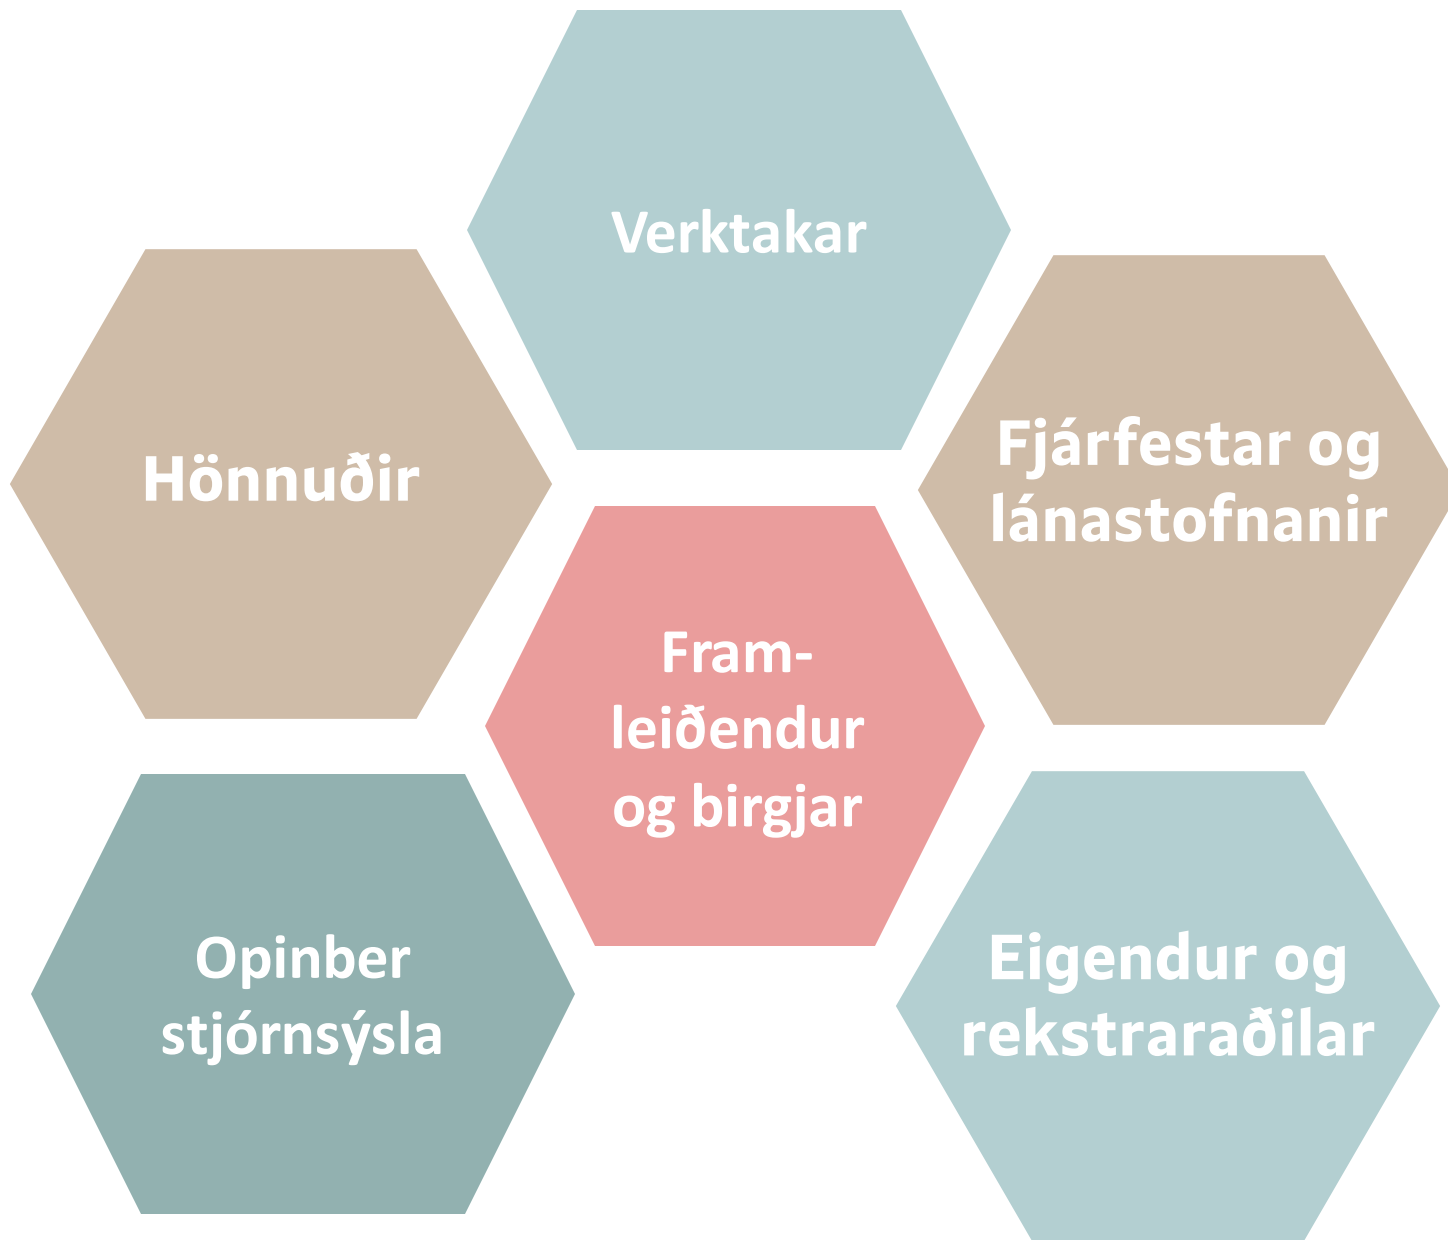 Verktakar
Hönnuðir
Fjárfestar og
lánastofnanir
Fram-
leiðendur
og birgjar
Opinber
stjórnsýsla
Eigendur og
rekstraraðilar